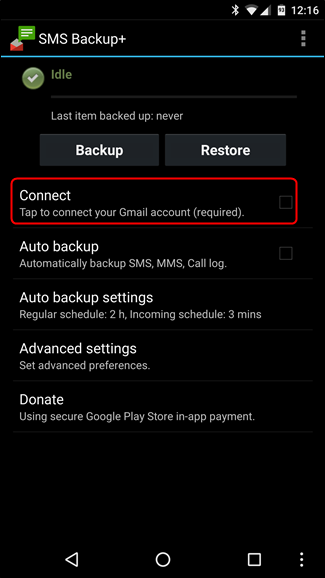 12:16
SMS Backup+
Idle
Last item backed up: never
Backup Restore
Connect
Tap to connect your Gmail account (required).
Auto backup
Automatically backup SMS, MMS, Call log.
Auto backup settings
Regular schedule: 2 h, Incoming schedule: 3 mins
Advanced settings
Set advanced preferences.
Donate
Using secure Google Play Store in-app payment.